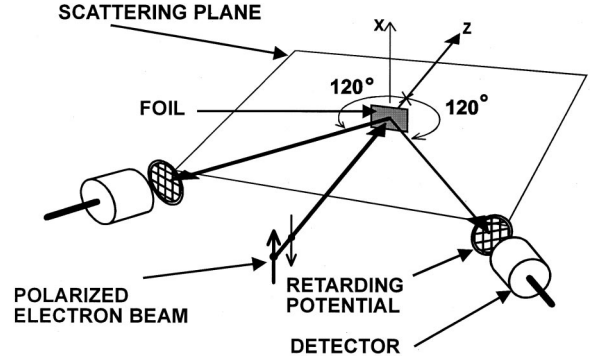 SCATTERING PLANE
X
Z
120°
120°
FOIL
POLARIZED
ELECTRON BEAM
RETARDING
POTENTIAL
DETECTOR